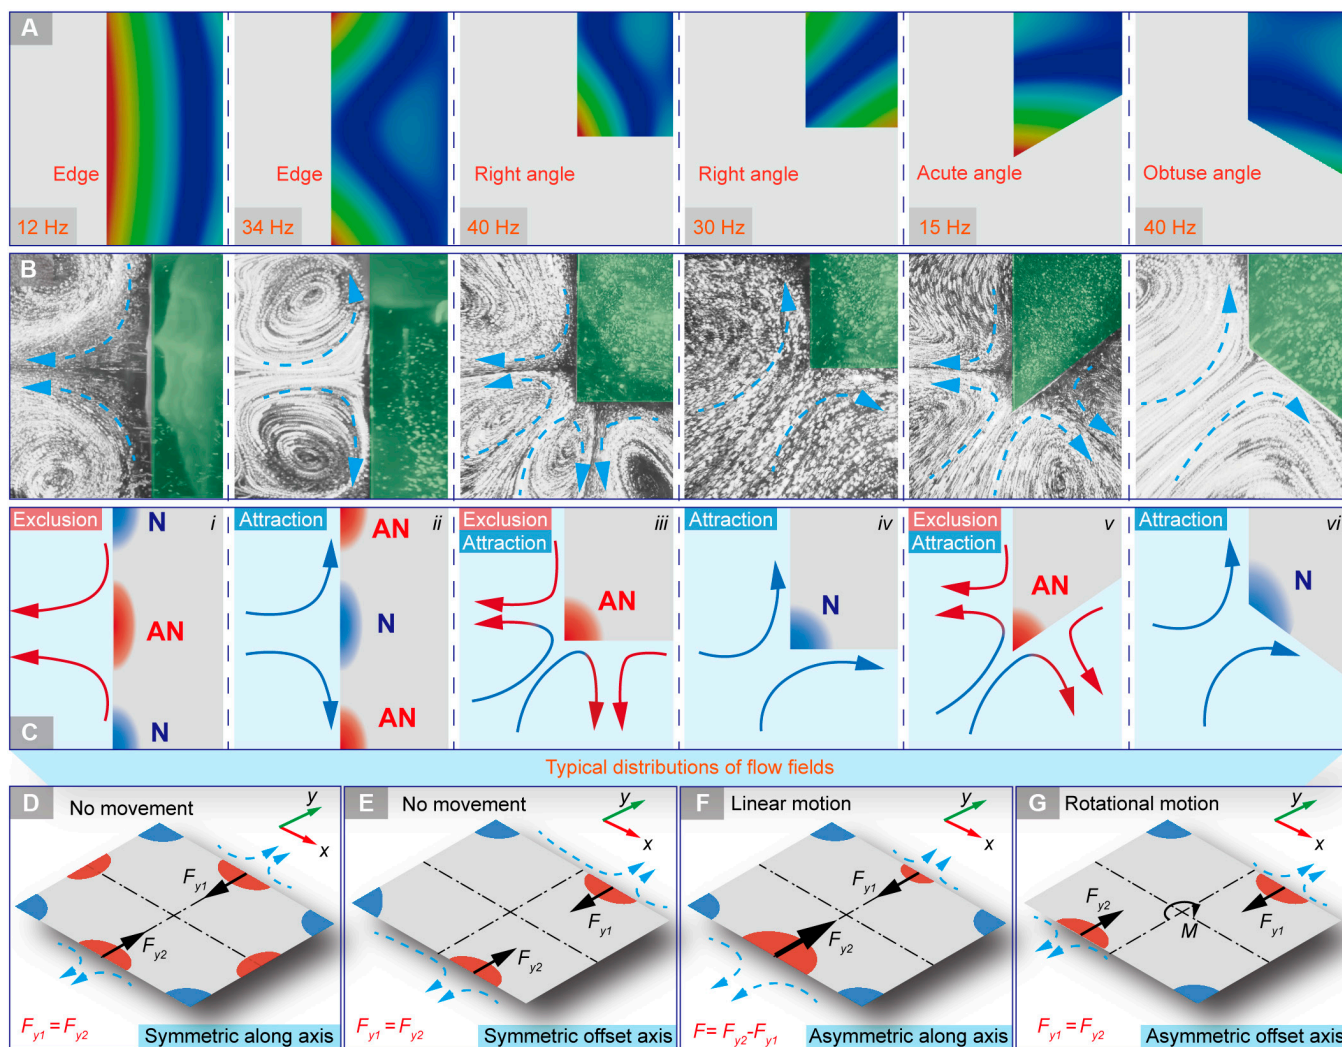 A
Edge
12 Hz
Edge
34 Hz
Right angle
40 Hz
Right angle
30 Hz
Acute angle
15 Hz
Obtuse angle
40 Hz
B
Exclusion
N
i
AN
N
C
Attraction
AN
ii
N
AN
Exclusion
Attraction
iii
AN
Attraction
iv
N
Exclusion
Attraction
v
AN
Attraction
vi
N
Typical distributions of flow fields
D
No movement
y
x
Fy1
Fy2
Fy1 = Fy2
Symmetric along axis
E
No movement
y
x
Fy1
Fy2
Fy1 = Fy2
Symmetric offset axis
F
Linear motion
y
x
Fy1
Fy2
F= Fy2-Fy1
Asymmetric along axis
G
Rotational motion
y
x
Fy2
M
Fy1
Fy1 = Fy2
Asymmetric offset axis